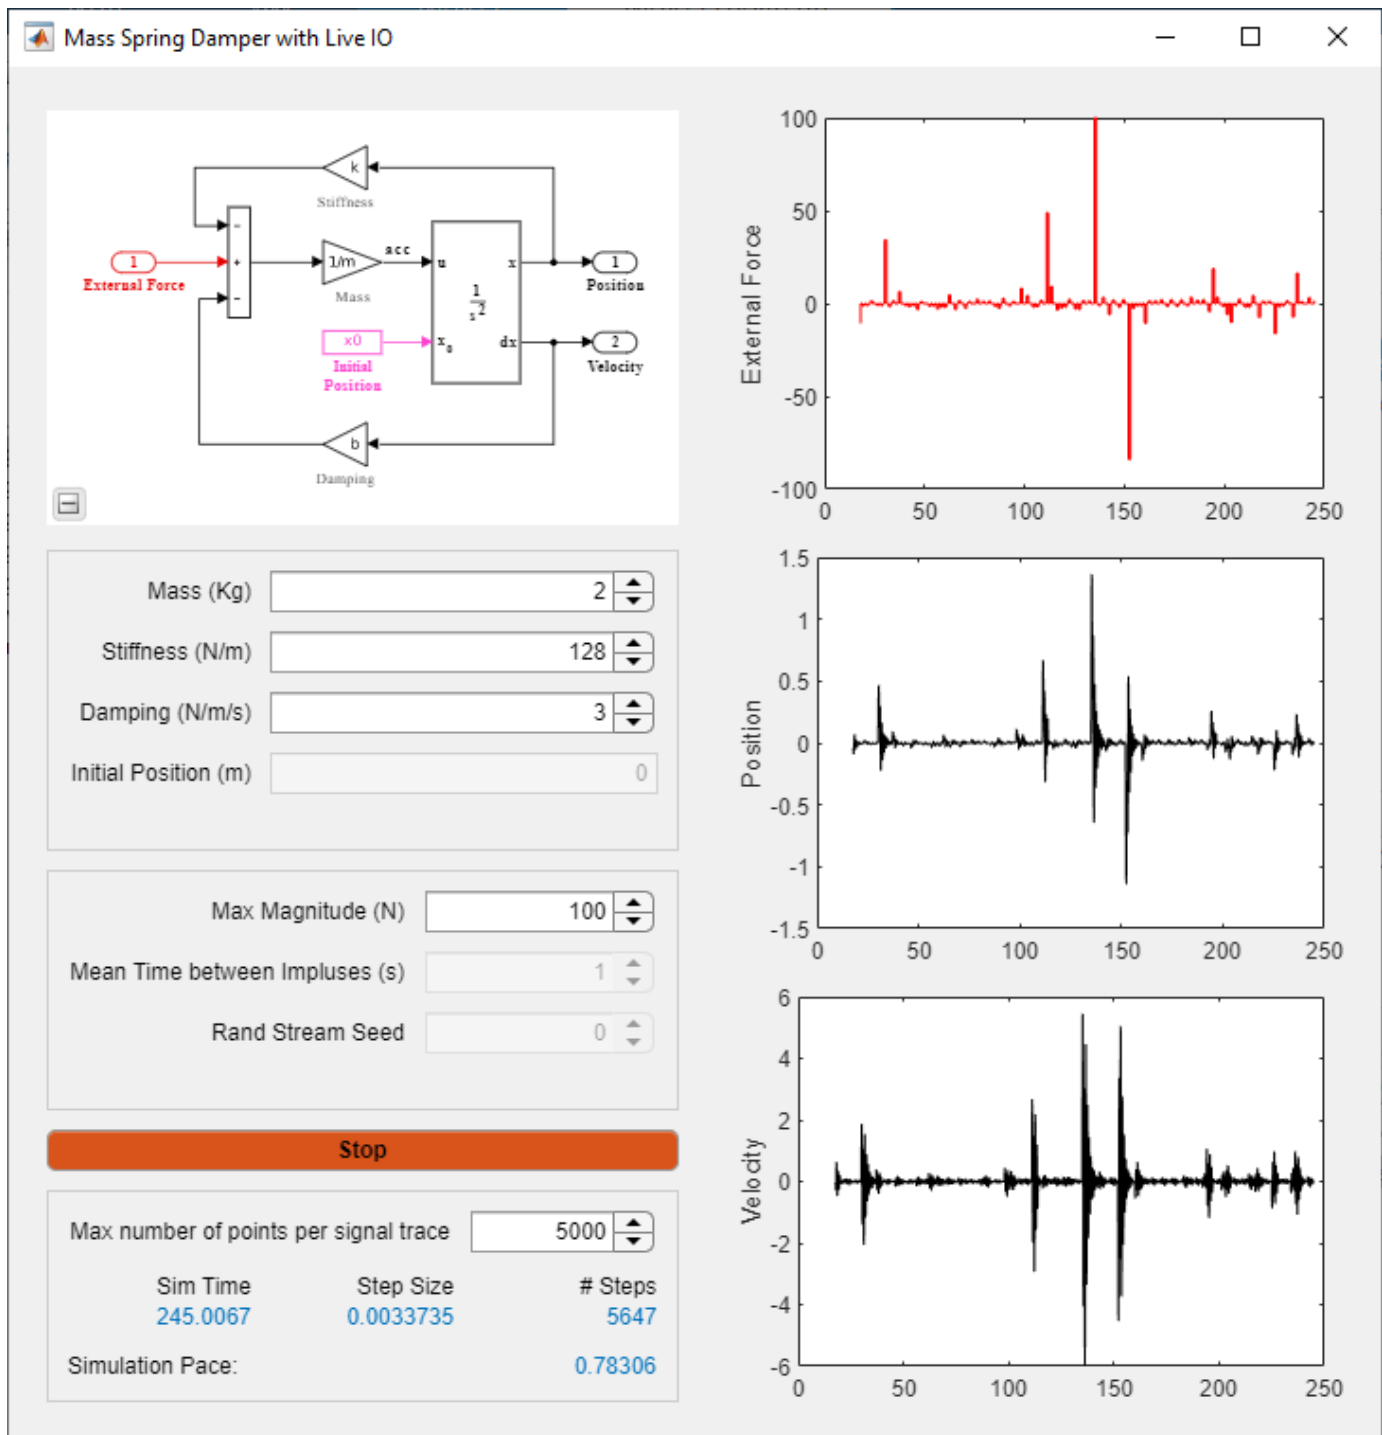 Mass Spring Damper with Live IO
k
Stiffness
1
External Force
-
+
-
1/m
Mass
acc
u
x
1
s2
x0
dx
x0
Initial
Position
1
Position
2
Velocity
b
Damping
Mass (Kg) 2
Stiffness (N/m) 128
Damping (N/m/s) 3
Initial Position (m) 0
Max Magnitude (N) 100
Mean Time between Impluses (s) 1
Rand Stream Seed 0
Stop
Max number of points per signal trace 5000
Sim Time Step Size # Steps
245.0067 0.0033735 5647
Simulation Pace: 0.78306
External Force
100
50
0
-50
-100
0 50 100 150 200 250
Position
1.5
1
0.5
0
-0.5
-1
-1.5
0 50 100 150 200 250
Velocity
6
4
2
0
-2
-4
-6
0 50 100 150 200 250